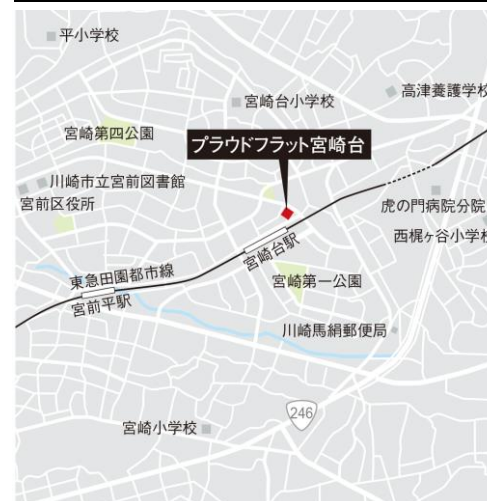 平小学校
高津養護学校
宮崎台小学校
宮崎第四公園
プラウドフラット宮崎台
川崎市立宮前図書館
宮前区役所
虎の門病院分院
西梶ヶ谷小学校
宮崎台駅
東急田園都市線
宮崎第一公園
宮前平駅
川崎馬絹郵便局
246
宮崎小学校